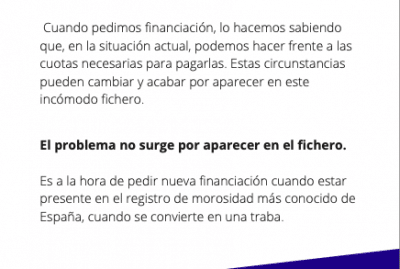 Cuando pedimos financiación, lo hacemos sabiendo
que, en la situación actual, podemos hacer frente a las
cuotas necesarias para pagarlas. Estas circunstancias
pueden cambiar y acabar por aparecer en este
incómodo fichero.
El problema no surge por aparecer en el fichero.
Es a la hora de pedir nueva financiación cuando estar
presente en el registro de morosidad más conocido de
España, cuando se convierte en una traba.